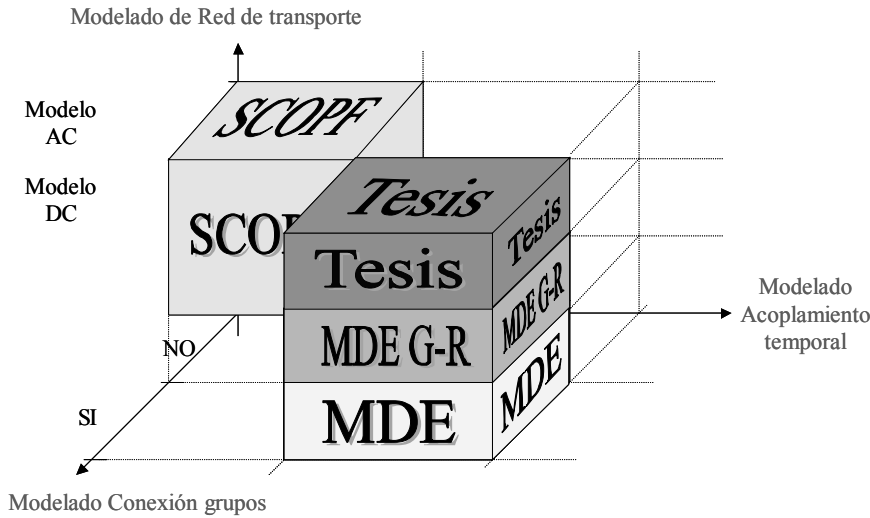 Modelado de Red de transporte
Modelo
AC
SCOPF
Modelo
DC
Tesis
SCOP
Tesis
Tesis
Modelado
Acoplamiento
temporal
MDE G-R
MDE G-R
NO
MDE
MDE
SI
Modelado Conexión grupos